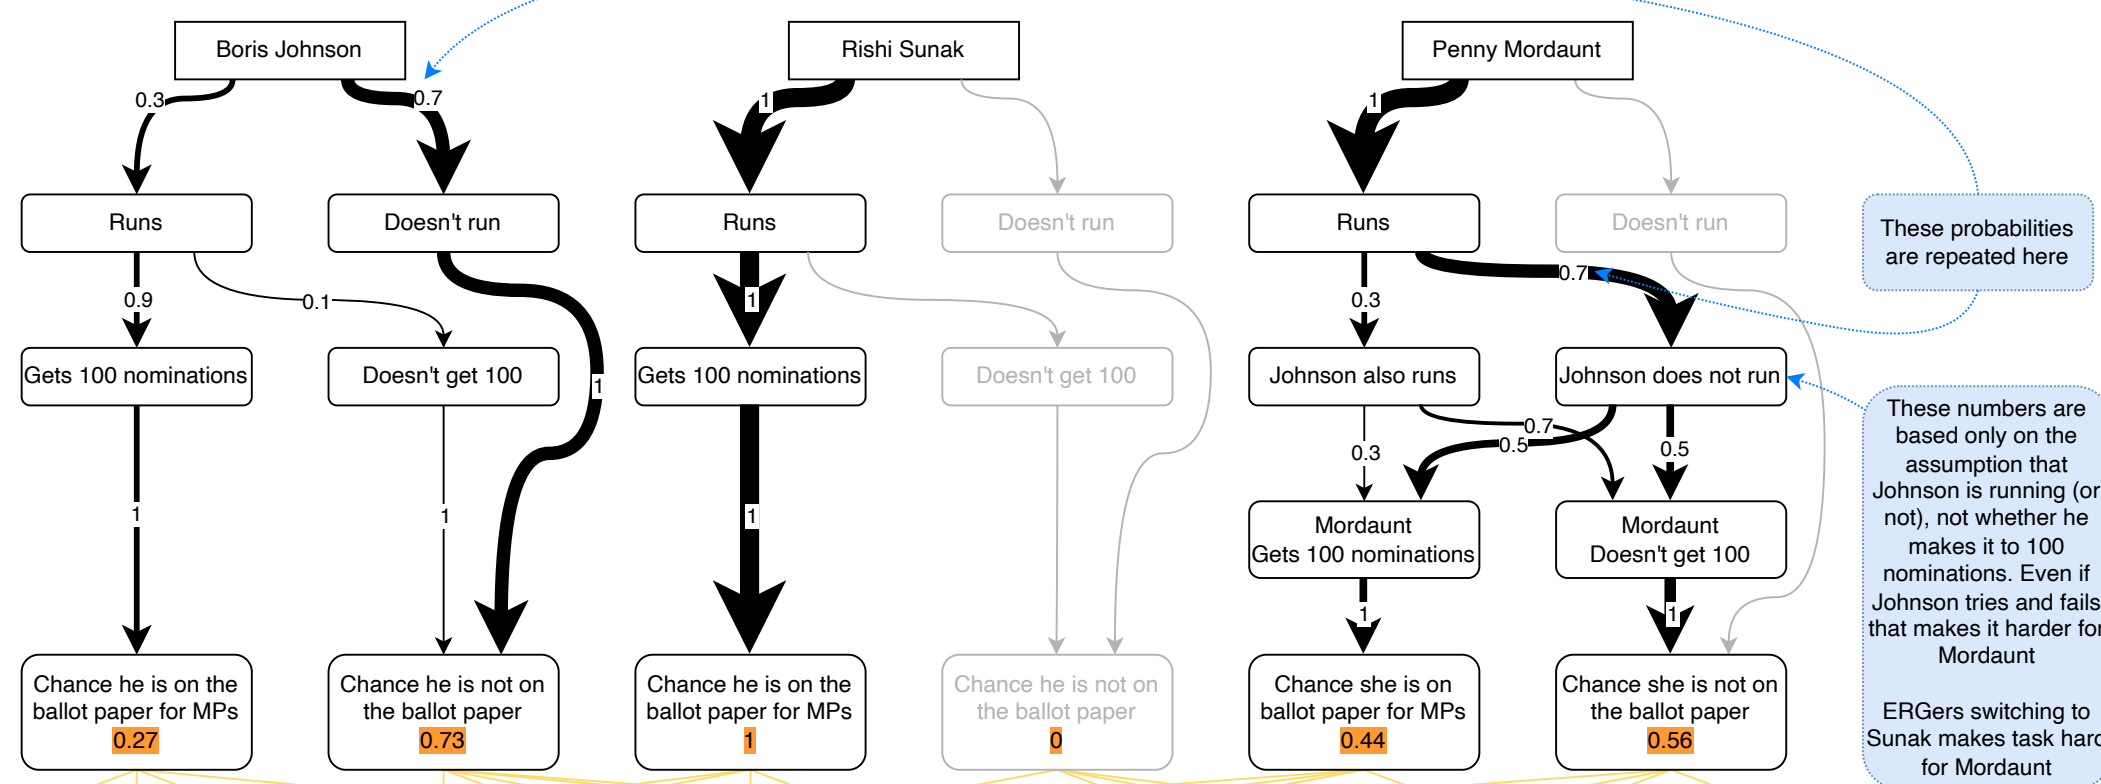 Boris Johnson
Rishi Sunak
Penny Mordaunt
0.3
0.7
1
1
Runs
Doesn't run
Runs
Doesn't run
Runs
Doesn't run
These probabilities
are repeated here
0.9
0.1
1
0.3
0.7
Gets 100 nominations
Doesn't get 100
1
Gets 100 nominations
Doesn't get 100
Johnson also runs
Johnson does not run
0.3
0.7
0.5
0.5
1
1
1
Mordaunt
Gets 100 nominations
Mordaunt
Doesn't get 100
1
1
These numbers are
based only on the
assumption that
Johnson is running (or
not), not whether he
makes it to 100
nominations. Even if
Johnson tries and fails
that makes it harder for
Mordaunt
ERGers switching to
Sunak makes task hard
for Mordaunt
Chance he is on the
ballot paper for MPs
0.27
Chance he is not on
the ballot paper
0.73
Chance he is on the
ballot paper for MPs
1
Chance he is not on
the ballot paper
0
Chance she is on
ballot paper for MPs
0.44
Chance she is not on
the ballot paper
0.56